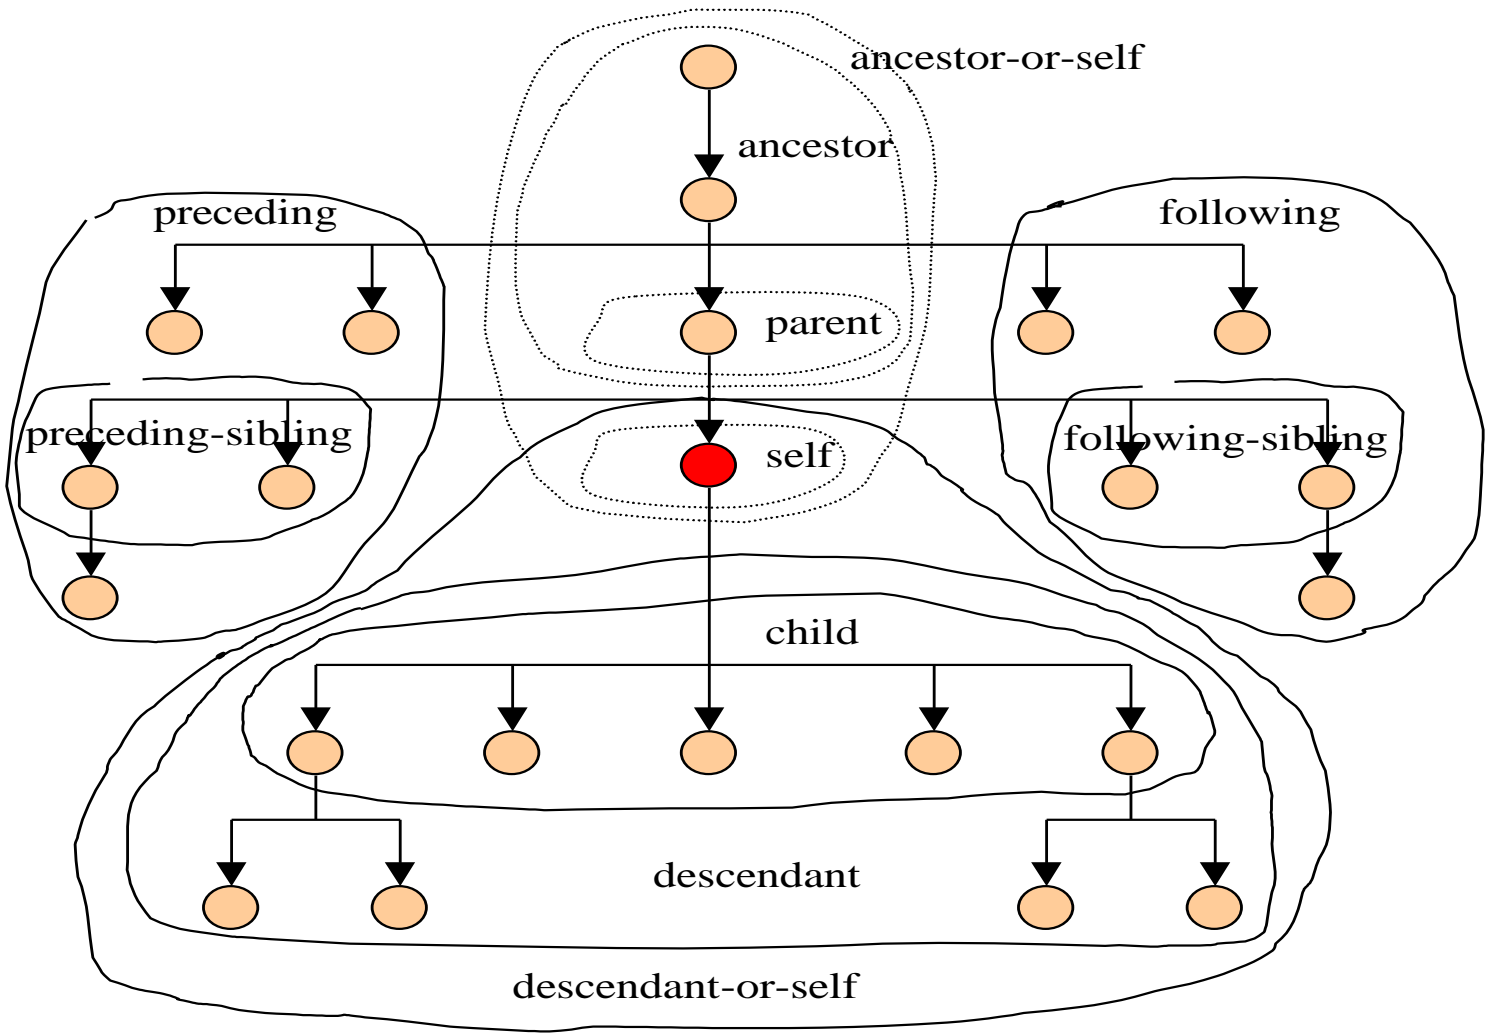 ancestor-or-self
ancestor
preceding
following
parent
preceding-sibling
self
following-sibling
child
descendant
descendant-or-self